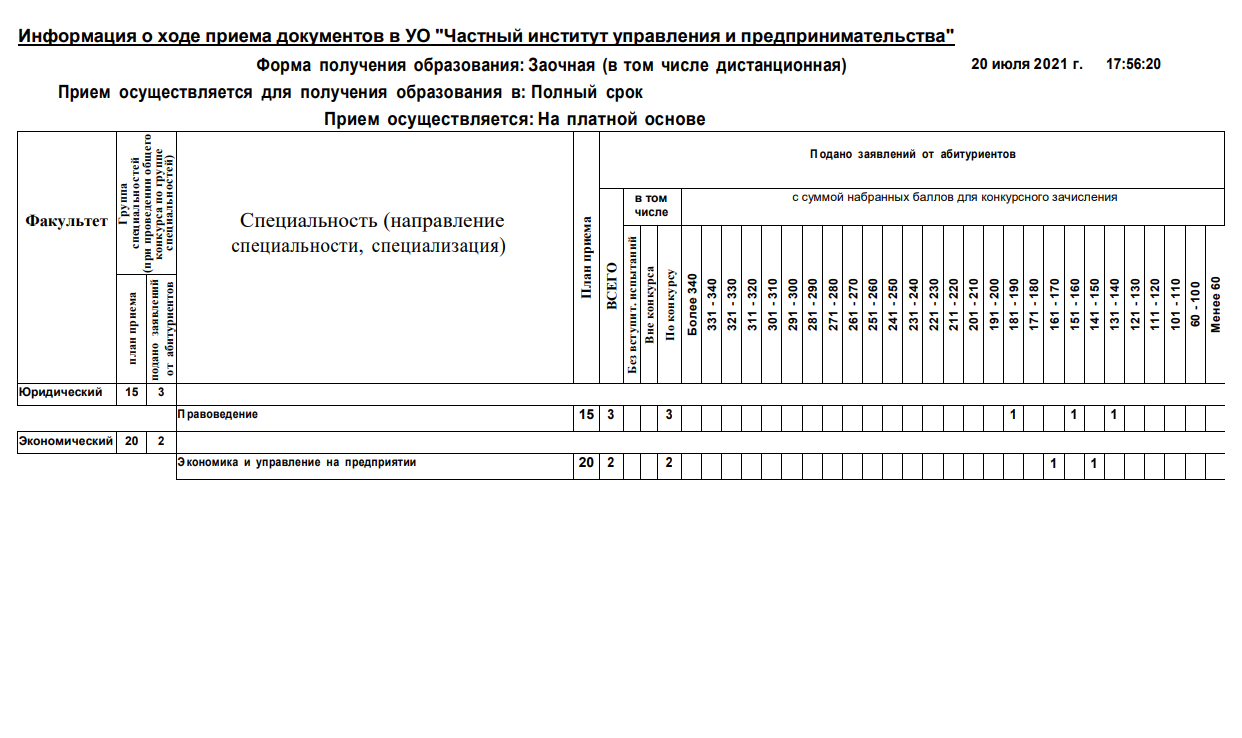 Информация о ходе приема документов в УО "Частный институт управления и предпринимательства"
Форма получения образования: Заочная (в том числе дистанционная) 20 июля 2021 г. 17:56:20
Прием осуществляется для получения образования в: Полный срок
Прием осуществляется: На платной основе
Факультет
Группа
специальностей
(при проведении общего
конкурса по группе
специальностей)
план приема
подано заявлений
от абитуриентов
Специальность (направление
специальности, специализация)
План приема
Подано заявлений от абитуриентов
ВСЕГО
в том
числе
с суммой набранных баллов для конкурсного зачисления
Без вступит. испытаний
Вне конкурса
По конкурсу
Более 340
331 - 340
321 - 330
311 - 320
301 - 310
291 - 300
281 - 290
271 - 280
261 - 270
251 - 260
241 - 250
231 - 240
221 - 230
211 - 220
201 - 210
191 - 200
181 - 190
171 - 180
161 - 170
151 - 160
141 - 150
131 - 140
121 - 130
111 - 120
101 - 110
60 - 100
Менее 60
Юридический 15 3
Правоведение 15 3 3 1 1 1
Экономический 20 2
Экономика и управление на предприятии 20 2 2 1 1